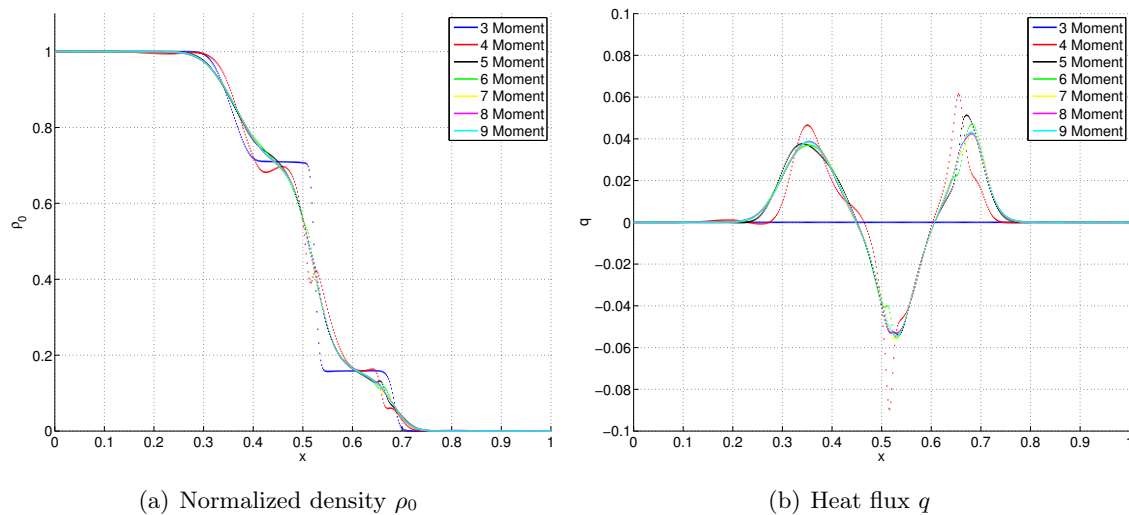 1
0.8
0.6
0.4
0.2
0
0 0.1 0.2 0.3 0.4 0.5 0.6 0.7 0.8 0.9 1
x
ρ₀
3 Moment
4 Moment
5 Moment
6 Moment
7 Moment
8 Moment
9 Moment
(a) Normalized density ρ₀
0.1
0.08
0.06
0.04
0.02
0
−0.02
−0.04
−0.06
−0.08
−0.1
0 0.1 0.2 0.3 0.4 0.5 0.6 0.7 0.8 0.9 1
x
q
3 Moment
4 Moment
5 Moment
6 Moment
7 Moment
8 Moment
9 Moment
(b) Heat flux q